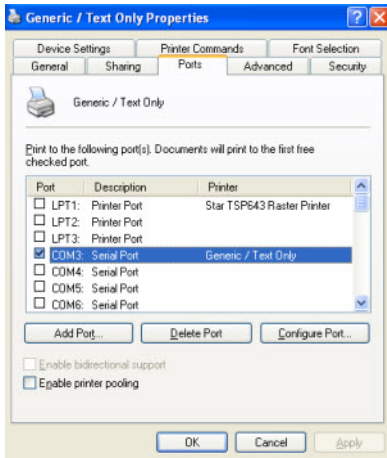 Generic / Text Only Properties
Device Settings Printer Commands Font Selection
General Sharing Ports Advanced Security
Generic / Text Only
Print to the following port(s). Documents will print to the first free
checked port.
Port Description Printer
LPT1: Printer Port Star TSP643 Raster Printer
LPT2: Printer Port
LPT3: Printer Port
COM3: Serial Port Generic / Text Only
COM4: Serial Port
COM5: Serial Port
COM6: Serial Port
Add Port... Delete Port Configure Port...
Enable bidirectional support
Enable printer pooling
OK Cancel Apply